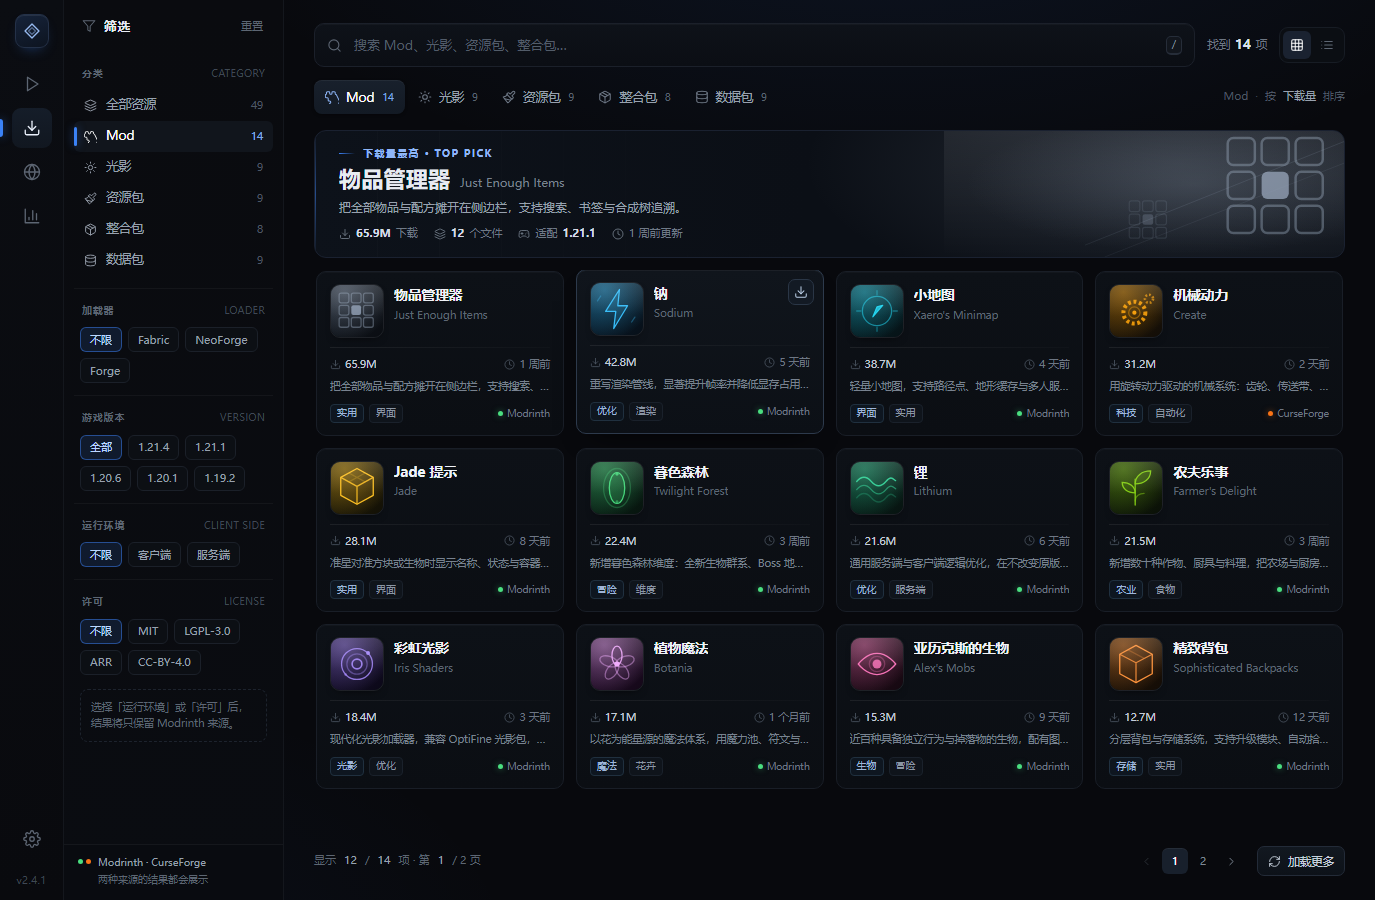 筛选
重置
分类 CATEGORY
全部资源 49
Mod 14
光影 9
资源包 9
整合包 8
数据包 9
加载器 LOADER
不限 Fabric NeoForge
Forge
游戏版本 VERSION
全部 1.21.4 1.21.1
1.20.6 1.20.1 1.19.2
运行环境 CLIENT SIDE
不限 客户端 服务端
许可 LICENSE
不限 MIT LGPL-3.0
ARR CC-BY-4.0
选择「运行环境」或「许可」后,
结果将只保留 Modrinth 来源。
Modrinth · CurseForge
两种来源的结果都会展示
v2.4.1
搜索 Mod、光影、资源包、整合包... /
找到 14 项
Mod 14 光影 9 资源包 9 整合包 8 数据包 9
Mod · 按 下载量 排序
下载量最高 • TOP PICK
物品管理器 Just Enough Items
把全部物品与配方摊开在侧边栏，支持搜索、书签与合成树追溯。
65.9M 下载 12 个文件 适配 1.21.1 1 周前更新
物品管理器
Just Enough Items
65.9M 1 周前
把全部物品与配方摊开在侧边栏，支持搜索、...
实用 界面 Modrinth
钠
Sodium
42.8M 5 天前
重写渲染管线，显著提升帧率并降低显存占用...
优化 渲染 Modrinth
小地图
Xaero's Minimap
38.7M 4 天前
轻量小地图，支持路径点、地形缓存与多人服...
界面 实用 Modrinth
机械动力
Create
31.2M 2 天前
用旋转动力驱动的机械系统：齿轮、传送带、...
科技 自动化 CurseForge
Jade 提示
Jade
28.1M 8 天前
准星对准方块或生物时显示名称、状态与容器...
实用 界面 Modrinth
暮色森林
Twilight Forest
22.4M 3 周前
新增暮色森林维度：全新生物群系、Boss 地...
冒险 维度 Modrinth
锂
Lithium
21.6M 6 天前
通用服务端与客户端逻辑优化，在不改变原版...
优化 服务端 Modrinth
农夫乐事
Farmer's Delight
21.5M 3 周前
新增数十种作物、厨具与料理，把农场与厨房...
农业 食物 Modrinth
彩虹光影
Iris Shaders
18.4M 3 天前
现代化光影加载器，兼容 OptiFine 光影包，...
光影 优化 Modrinth
植物魔法
Botania
17.1M 1 个月前
以花为能量源的魔法体系，用魔力池、符文与...
魔法 花卉 Modrinth
亚历克斯的生物
Alex's Mobs
15.3M 9 天前
近百种具备独立行为与掉落物的生物，配有图...
生物 冒险 Modrinth
精致背包
Sophisticated Backpacks
12.7M 12 天前
分层背包与存储系统，支持升级模块、自动拾...
存储 实用 Modrinth
显示 12 / 14 项 · 第 1 / 2 页
1 2
加载更多